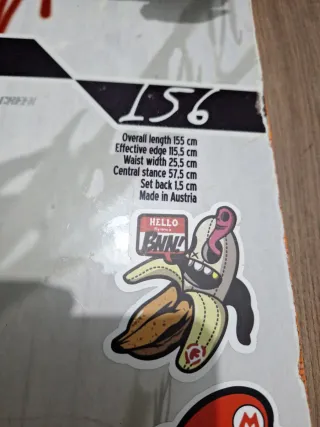 156
Overall length 155 cm
Effective edge 115,5 cm
Waist width 25,5 cm
Central stance 57,5 cm
Set back 1,5 cm
Made in Austria
HELLO
BNN!
M